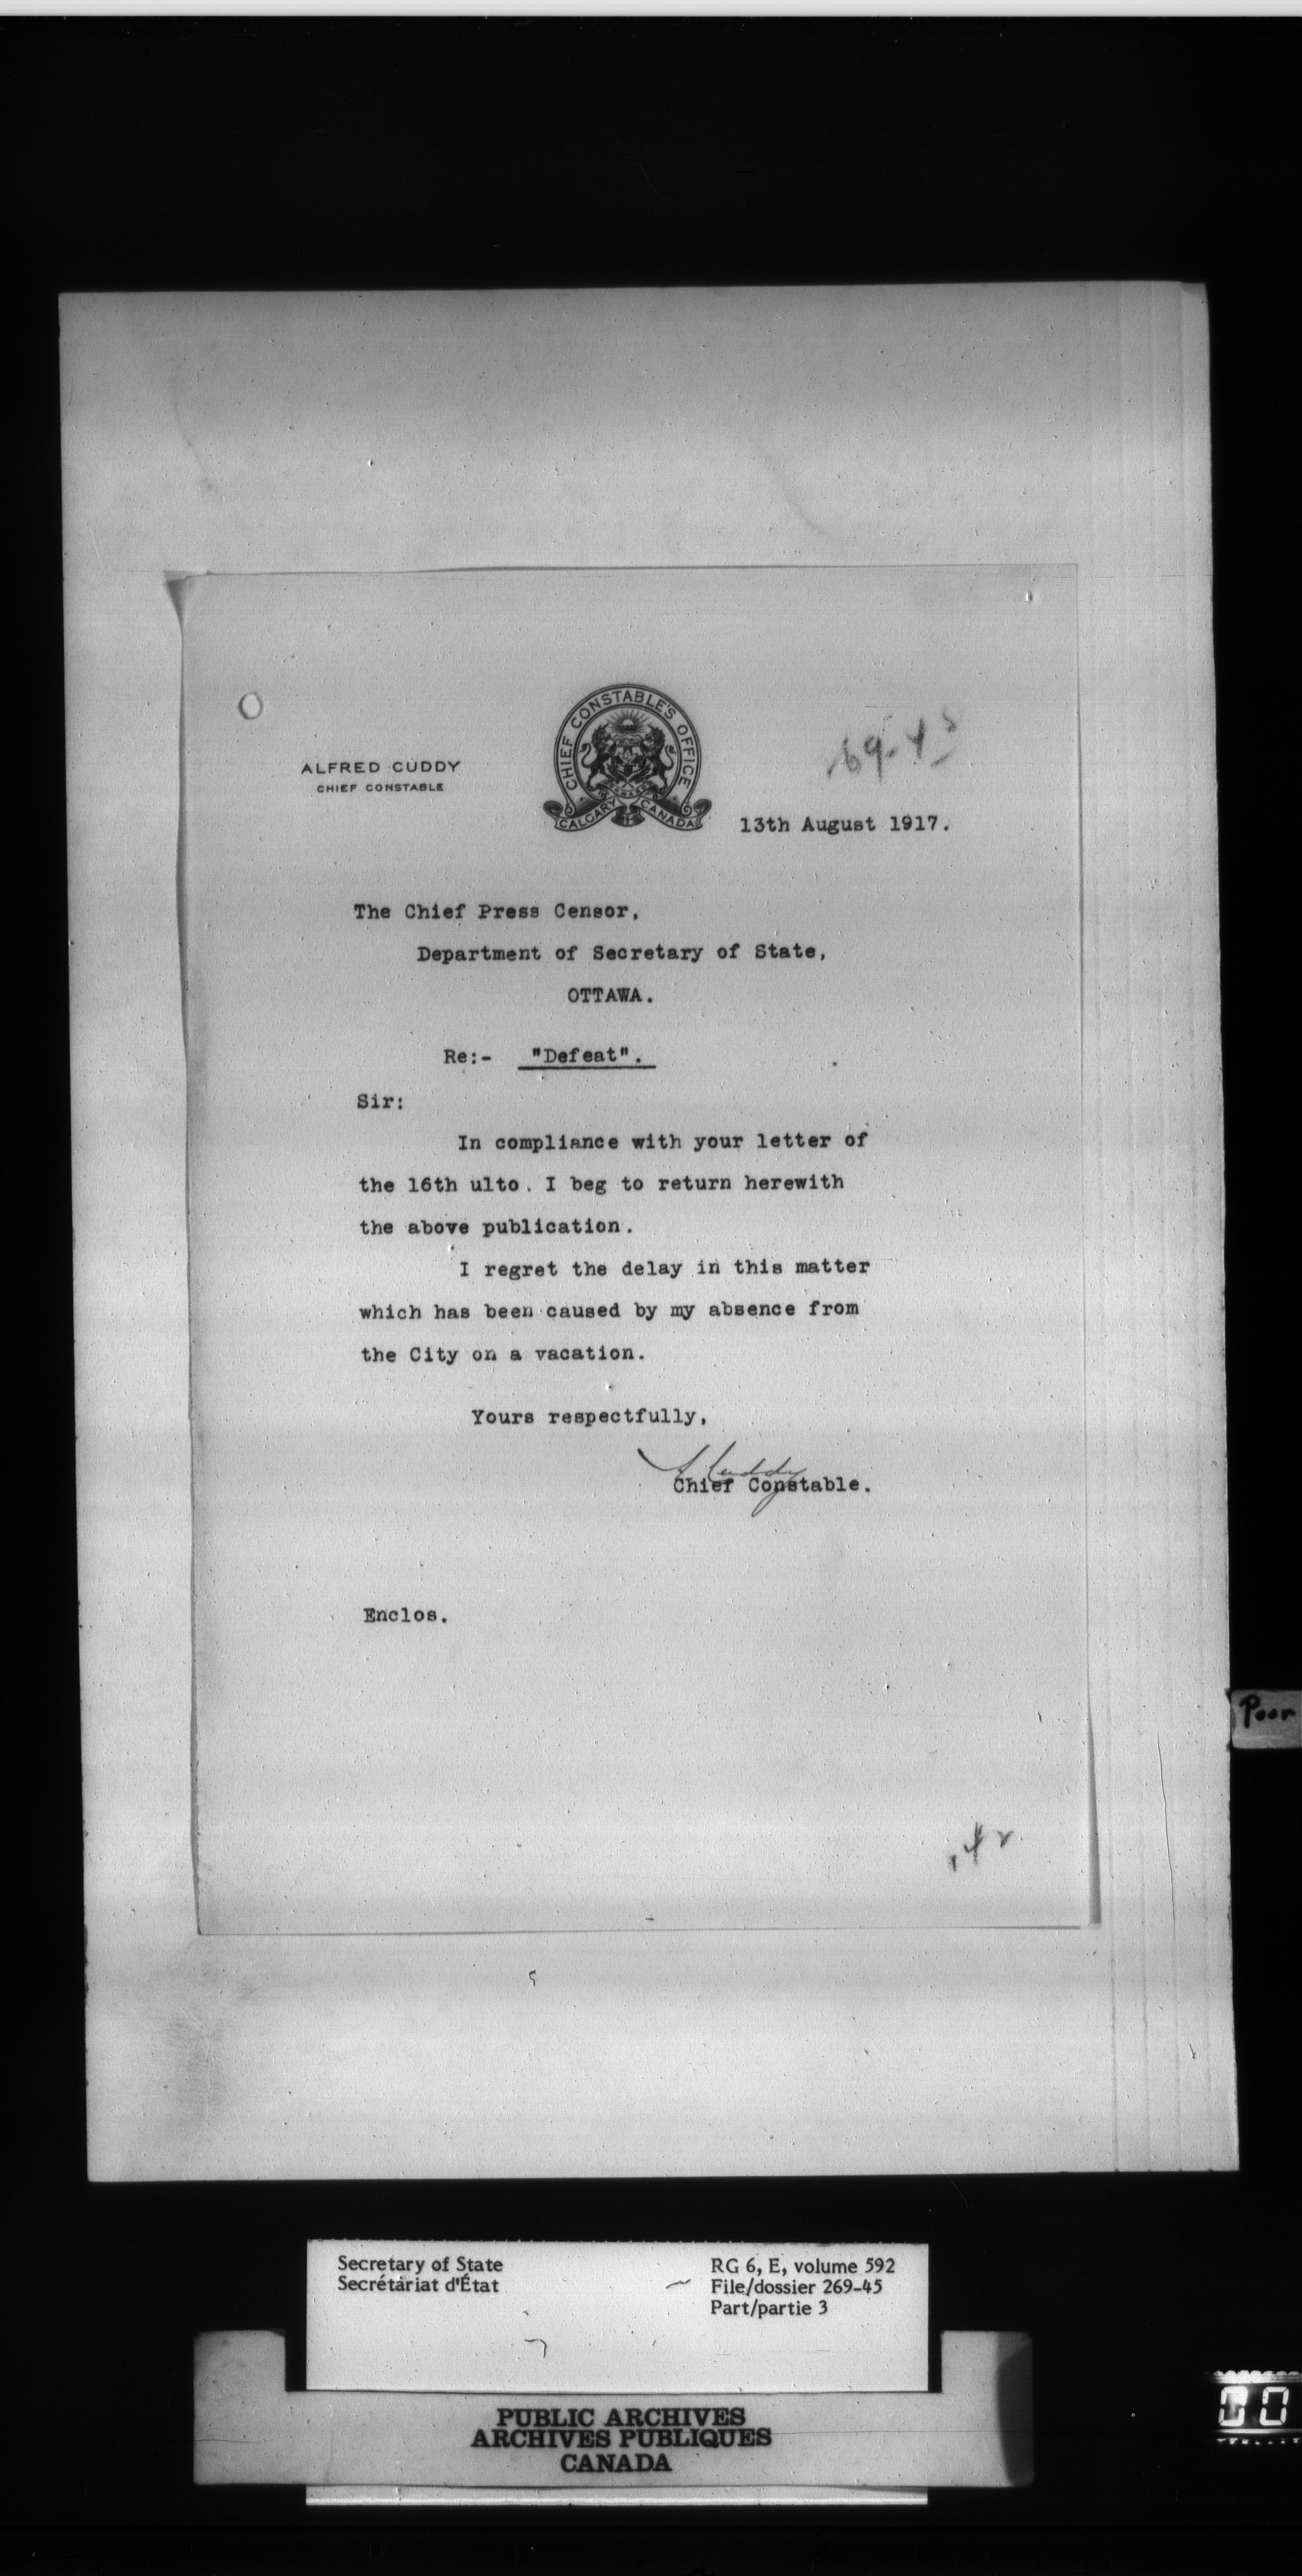 CHIEF CONSTABLE'S OFFICE
CALGARY CANADA
ALFRED CUDDY
CHIEF CONSTABLE
13th August 1917.
The Chief Press Censor,
Department of Secretary of State,
OTTAWA.
Re:- "Defeat".
Sir:
In compliance with your letter of
the 16th ulto. I beg to return herewith
the above publication.
I regret the delay in this matter
which has been caused by my absence from
the City on a vacation.
Yours respectfully,
A Cuddy
Chief Constable.
Enclos.
Poor
Secretary of State
Secrétariat d'État
RG 6, E, volume 592
File/dossier 269-45
Part/partie 3
PUBLIC ARCHIVES
ARCHIVES PUBLIQUES
CANADA